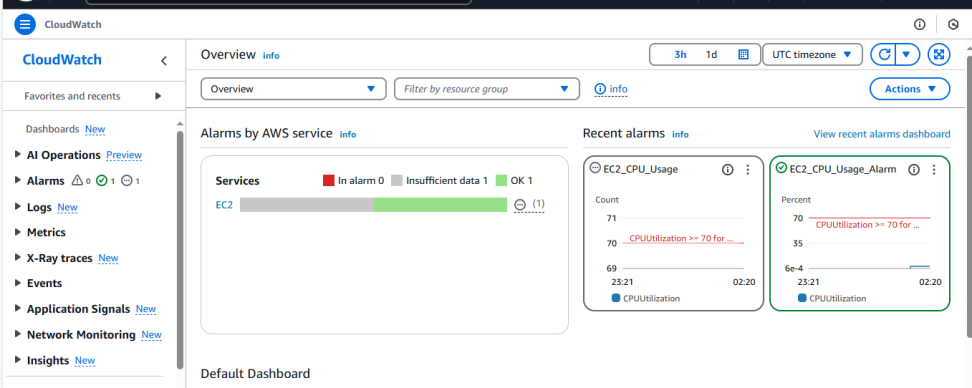 CloudWatch
CloudWatch
Favorites and recents
Dashboards New
AI Operations Preview
Alarms 0 1 1
Logs New
Metrics
X-Ray traces New
Events
Application Signals New
Network Monitoring New
Insights New
Overview info
3h 1d UTC timezone
Overview Filter by resource group info Actions
Alarms by AWS service info
Services In alarm 0 Insufficient data 1 OK 1
EC2 (1)
Recent alarms info View recent alarms dashboard
EC2_CPU_Usage
Count
71
CPUUtilization >= 70 for ...
70
69
23:21 02:20
CPUUtilization
EC2_CPU_Usage_Alarm
Percent
70
CPUUtilization >= 70 for ...
35
6e-4
23:21 02:20
CPUUtilization
Default Dashboard